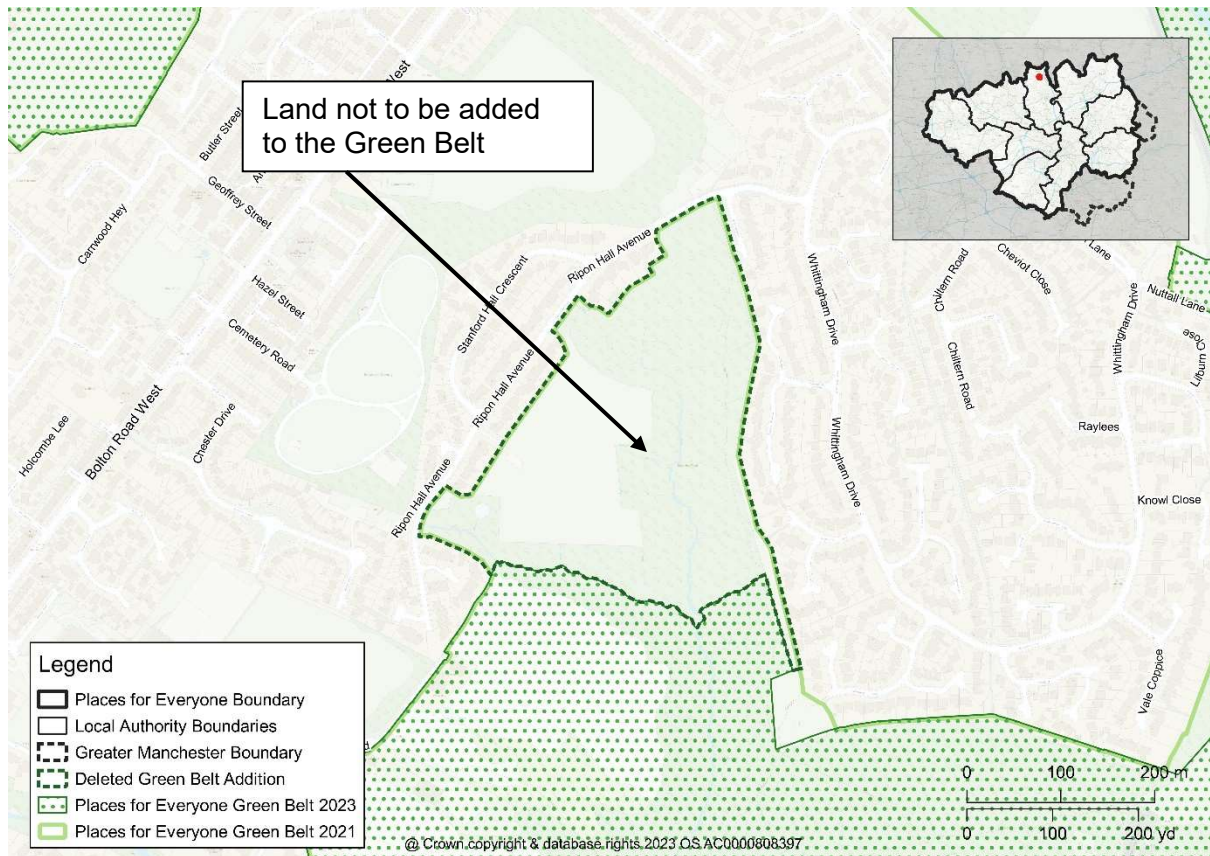 Land not to be added
to the Green Belt
West
Butler Street
Geoffrey Street
Carrwood Hey
Hazel Street
Cemetery Road
Stanford Hall Crescent
Ripon Hall Avenue
Ripon Hall Avenue
Ripon Hall Avenue
Bolton Road West
Chester Drive
Holcombe Lee
Whittingham Drive
Whittingham Drive
Chiltern Road
Chiltern Road
Cheviot Close
Lane
Nuttall Lane
Whittingham Drive
Lilburn Close
Raylees
Knowl Close
Vale Coppice
Legend
Places for Everyone Boundary
Local Authority Boundaries
Greater Manchester Boundary
Deleted Green Belt Addition
Places for Everyone Green Belt 2023
Places for Everyone Green Belt 2021
0 100 200 m
0 100 200 yd
@ Crown copyright & database rights 2023 OS AC0000808397